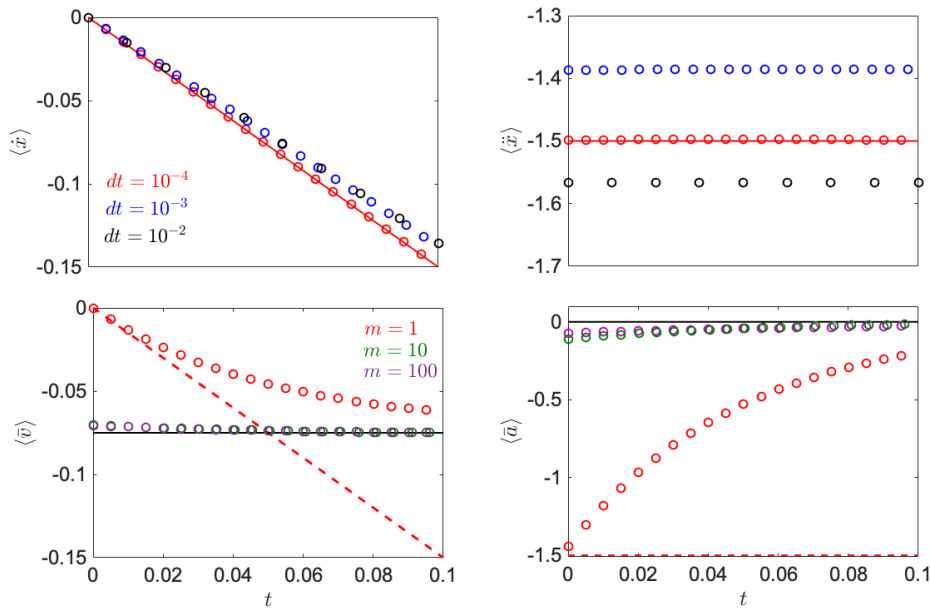 0
-0.05
-0.1
-0.15
⟨ẋ⟩
dt = 10⁻⁴
dt = 10⁻³
dt = 10⁻²
-1.3
-1.4
-1.5
-1.6
-1.7
⟨ẍ⟩
0
-0.05
-0.1
-0.15
⟨v̄⟩
m = 1
m = 10
m = 100
0 0.02 0.04 0.06 0.08 0.1
t
0
-0.5
-1
-1.5
⟨ā⟩
0 0.02 0.04 0.06 0.08 0.1
t